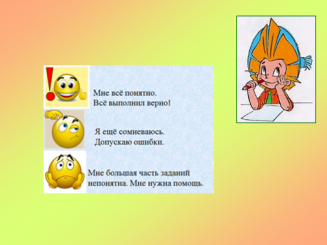 Мне всё понятно.
Всё выполнил верно!
Я ещё сомневаюсь.
Допускаю ошибки.
Мне большая часть заданий
непонятна. Мне нужна помощь.